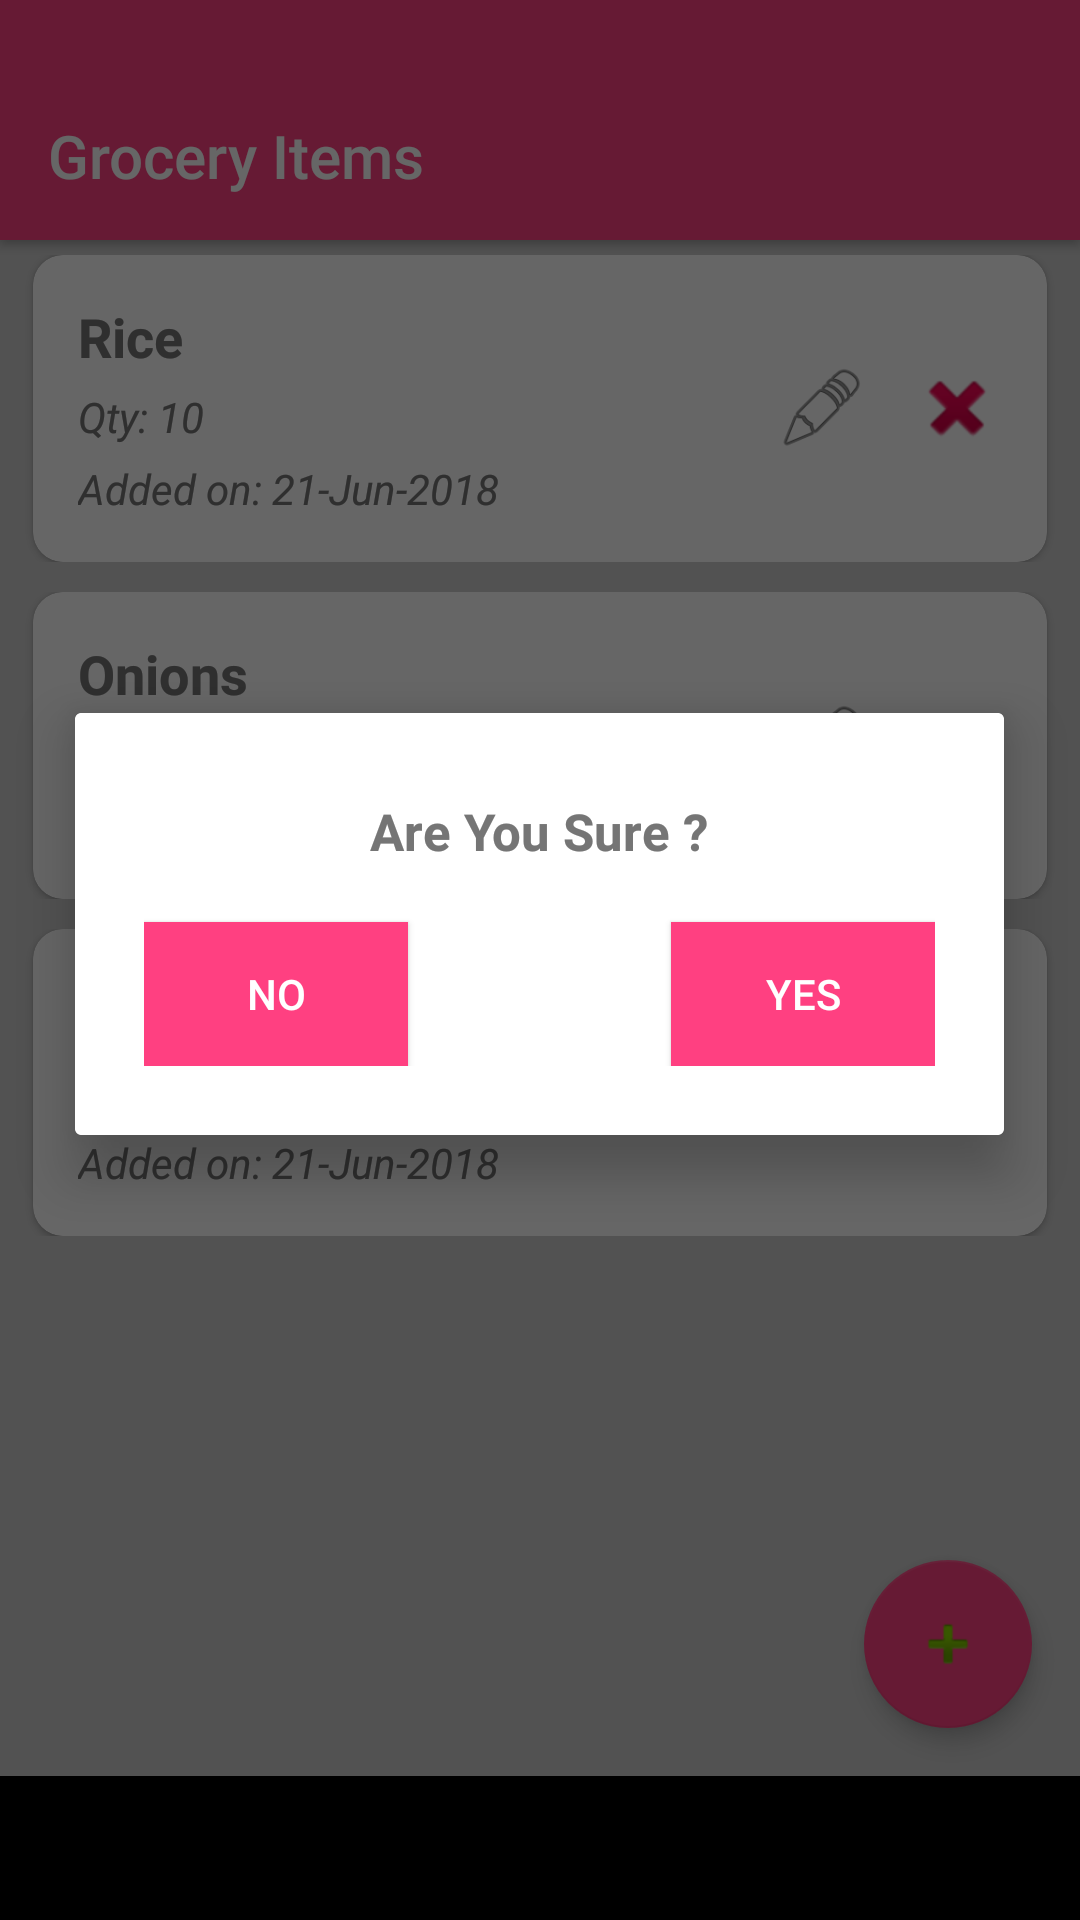 Grocery Items
Rice
Qty: 10
Added on: 21-Jun-2018
Onions
Are You Sure ?
NO
YES
Added on: 21-Jun-2018